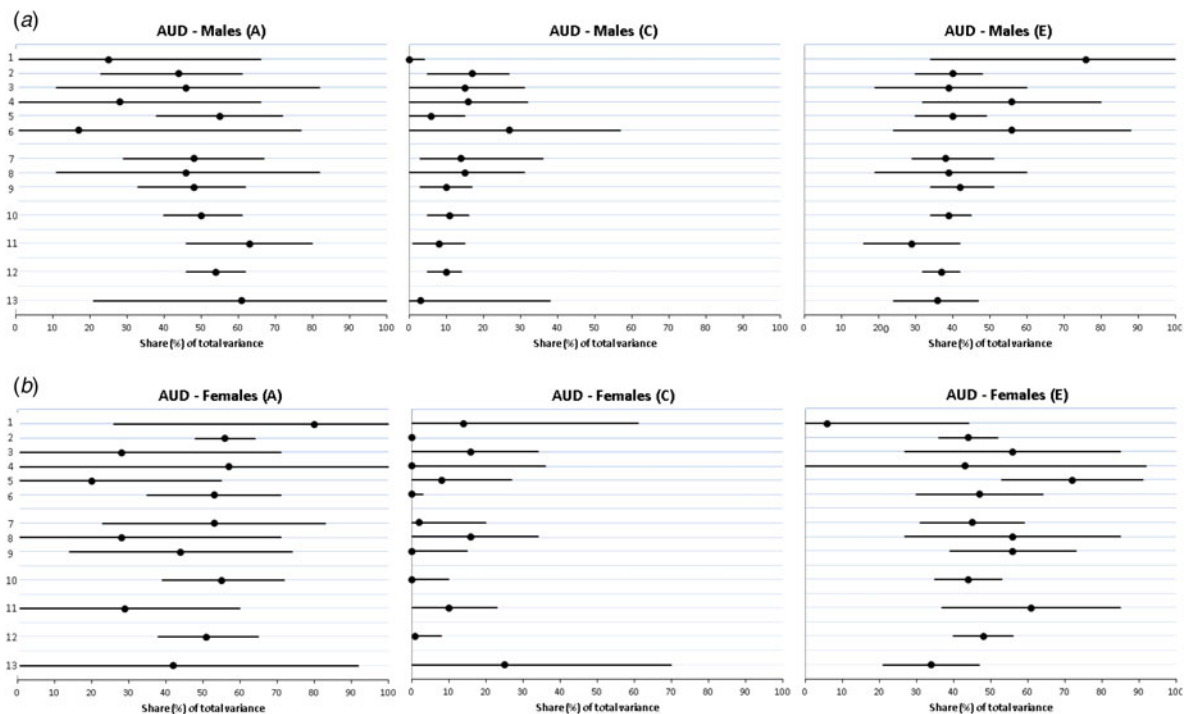 (a)
AUD - Males (A)
AUD - Males (C)
AUD - Males (E)
1
2
3
4
5
6
7
8
9
10
11
12
13
0 10 20 30 40 50 60 70 80 90 100
0 10 20 30 40 50 60 70 80 90 100
0 10 20g 30 40 50 60 70 80 90 100
Share (%) of total variance
Share (%) of total variance
Share (%) of total variance
(b)
AUD - Females (A)
AUD - Females (C)
AUD - Females (E)
1
2
3
4
5
6
7
8
9
10
11
12
13
0 10 20 30 40 50 60 70 80 90 100
0 10 20 30 40 50 60 70 80 90 100
0 10 20 30 40 50 60 70 80 90 100
Share (%) of total variance
Share (%) of total variance
Share (%) of total variance